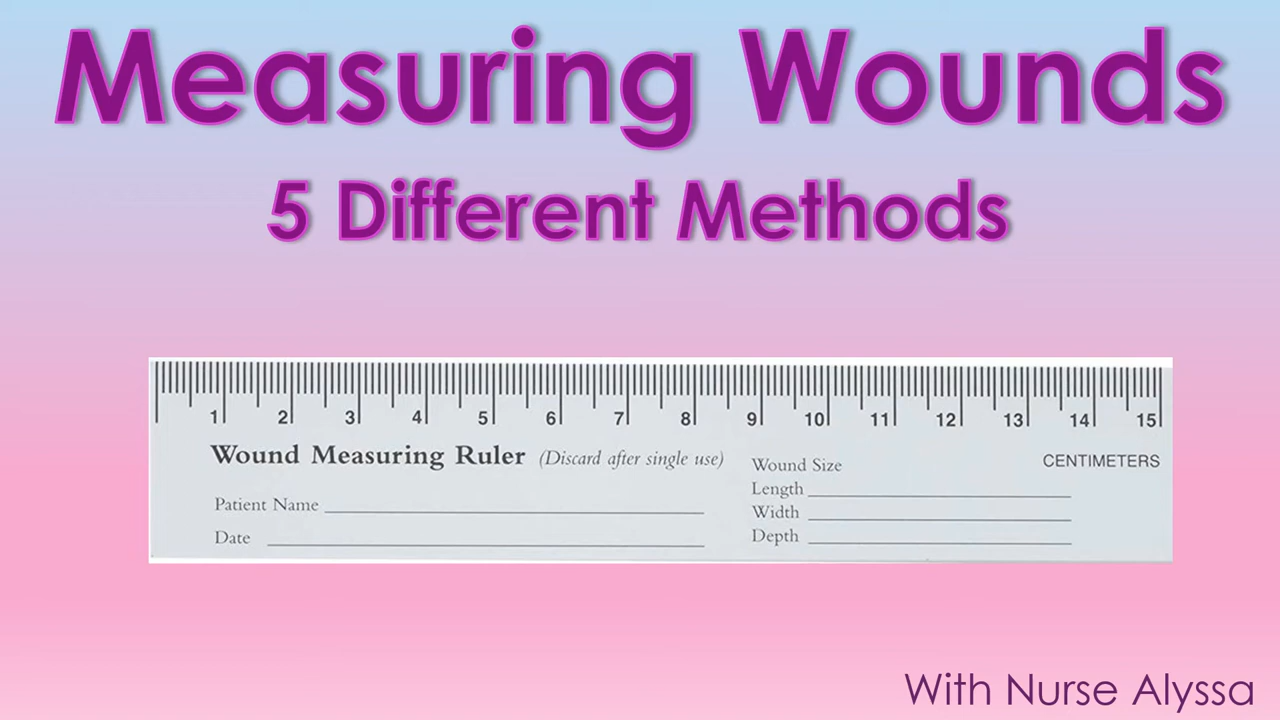 Measuring Wounds
5 Different Methods
1 2 3 4 5 6 7 8 9 10 11 12 13 14 15
Wound Measuring Ruler (Discard after single use)
CENTIMETERS
Patient Name
Date
Wound Size
Length
Width
Depth
With Nurse Alyssa